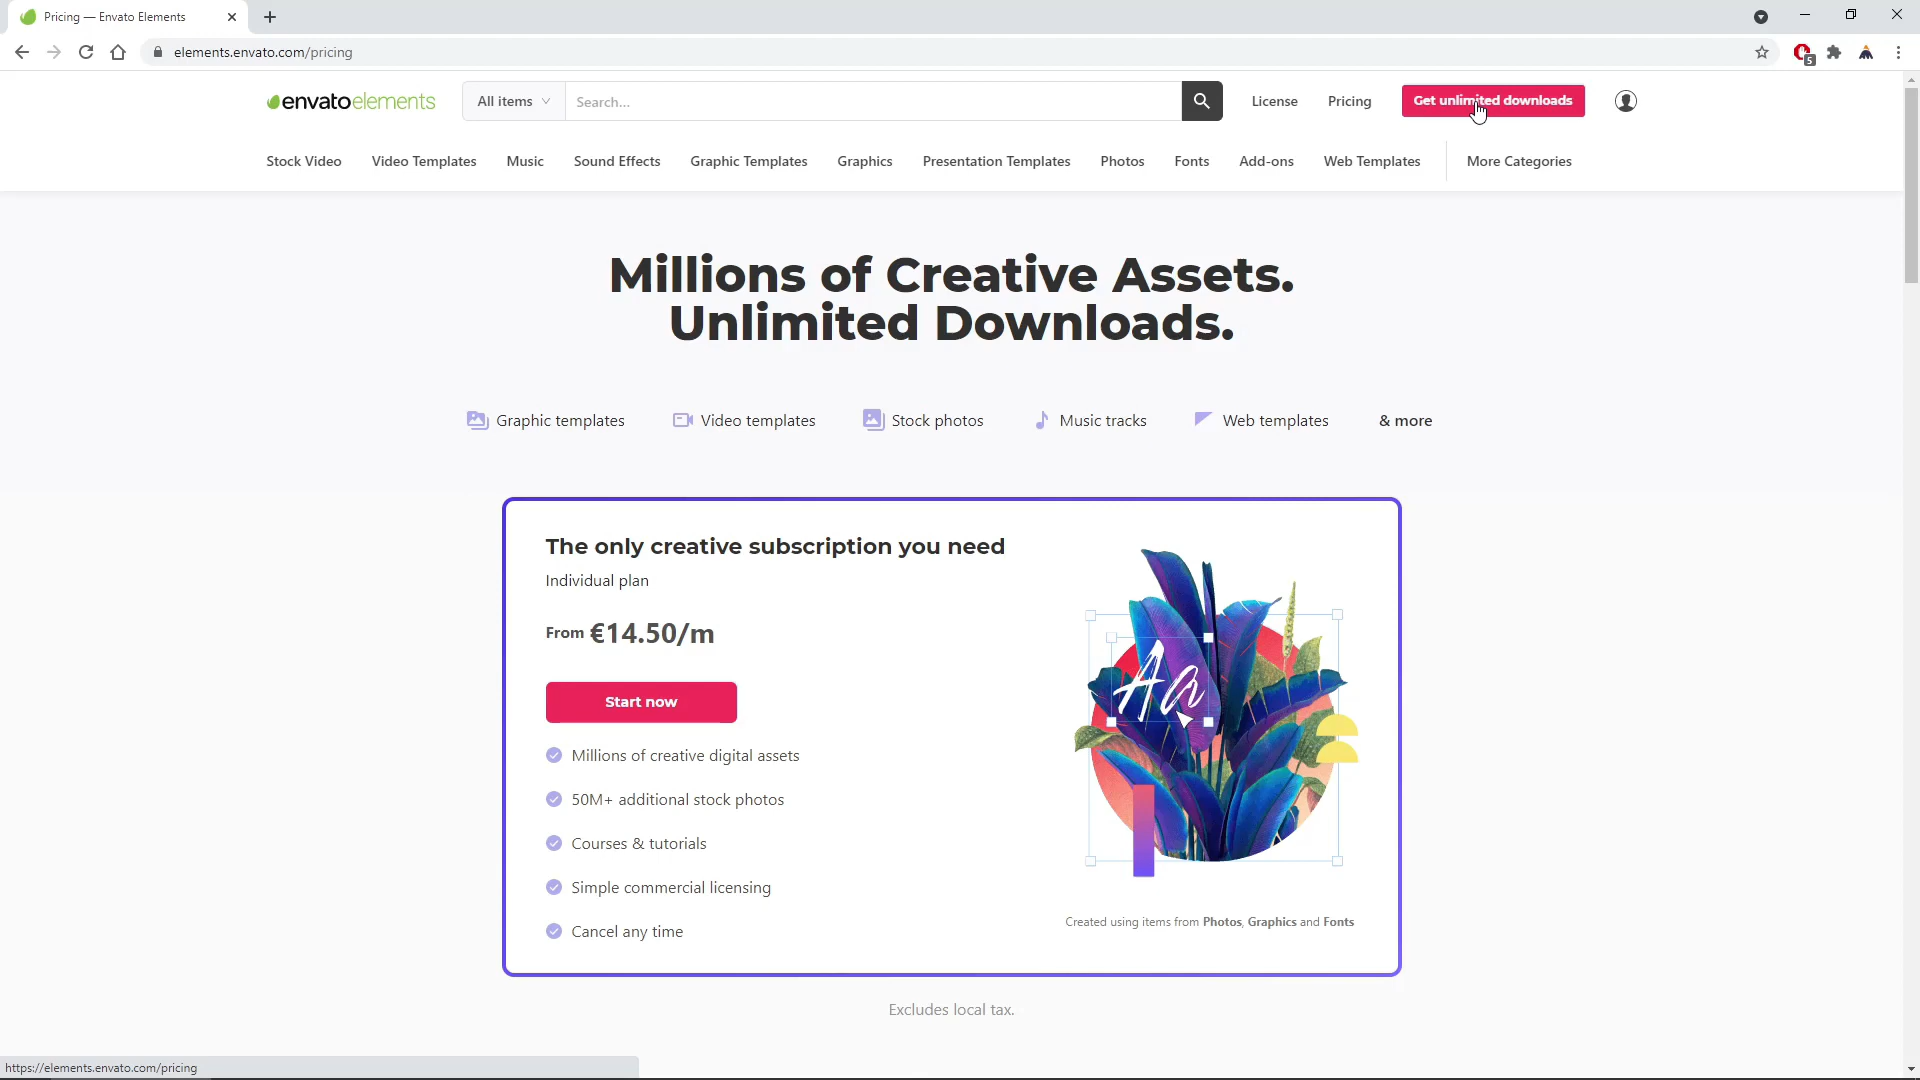 Pricing — Envato Elements
elements.envato.com/pricing
5
envatoelements
All items
Search...
License
Pricing
Get unlimited downloads
Stock Video
Video Templates
Music
Sound Effects
Graphic Templates
Graphics
Presentation Templates
Photos
Fonts
Add-ons
Web Templates
More Categories
Millions of Creative Assets.
Unlimited Downloads.
Graphic templates
Video templates
Stock photos
Music tracks
Web templates
& more
The only creative subscription you need
Individual plan
From €14.50/m
Start now
Millions of creative digital assets
50M+ additional stock photos
Courses & tutorials
Simple commercial licensing
Cancel any time
Aa
Created using items from Photos, Graphics and Fonts
Excludes local tax.
https://elements.envato.com/pricing